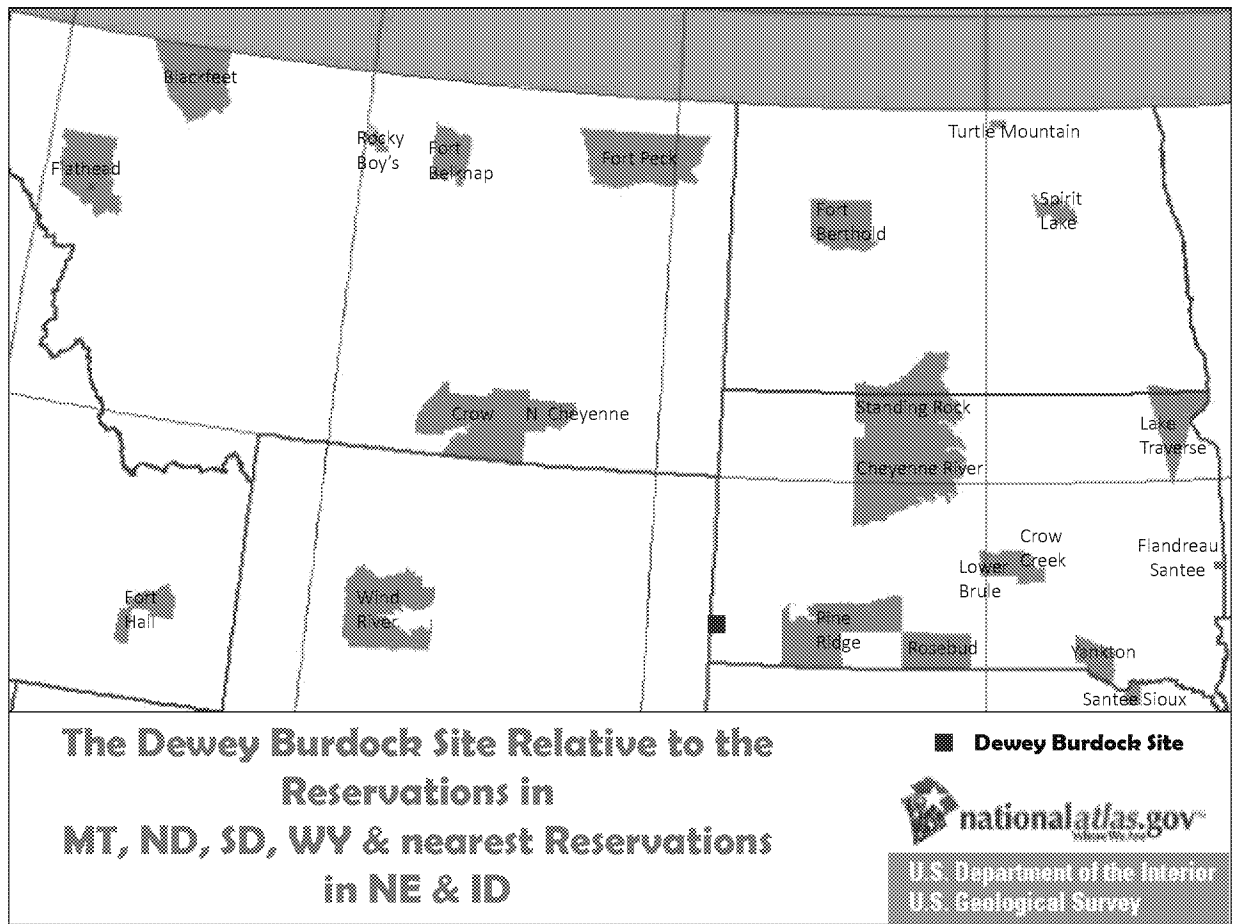 Blackfeet
Turtle Mountain
Rocky
Boy's
Fort
Belknap
Fort Peck
Flathead
Spirit
Lake
Fort
Berthold
Crow
N Cheyenne
Standing Rock
Lake
Traverse
Cheyenne River
Crow
Creek
Flandreau
Santee
Lower
Brule
Fort
Hall
Wind
River
Pine
Ridge
Rosebud
Yankton
Santee Sioux
The Dewey Burdock Site Relative to the
Reservations in
MT, ND, SD, WY & nearest Reservations
in NE & ID
Dewey Burdock Site
nationalatlas.gov™
U.S. Department of the Interior
U.S. Geological Survey